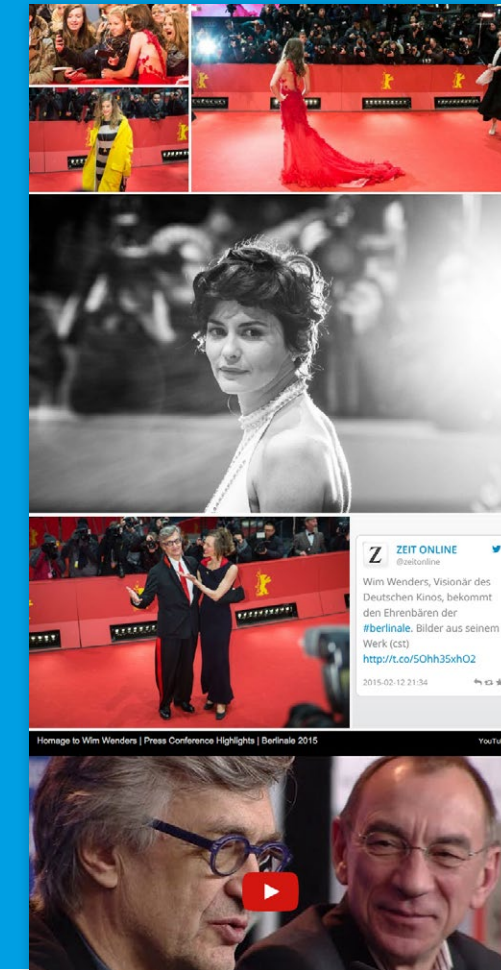 Z
ZEIT ONLINE
@zeitonline
Wim Wenders, Visionär des
Deutschen Kinos, bekommt
den Ehrenbären der
#berlinale. Bilder aus seinem
Werk (cst)
http://t.co/5Ohh35xhO2
2015-02-12 21:34
Homage to Wim Wenders | Press Conference Highlights | Berlinale 2015